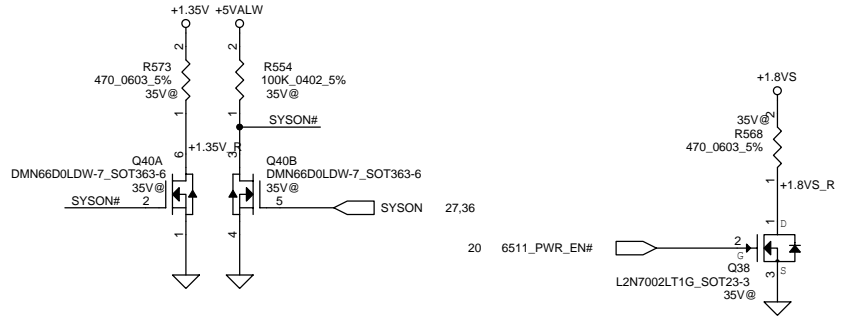 +1.35V
+5VALW
2
R573
470_0603_5%
35V@
1
2
R554
100K_0402_5%
35V@
1
SYSON#
6
+1.35V_R
3
Q40A
DMN66D0LDW-7_SOT363-6
35V@
SYSON#
2
1
Q40B
DMN66D0LDW-7_SOT363-6
35V@
5
4
SYSON
27,36
+1.8VS
2
35V@
R568
470_0603_5%
1
+1.8VS_R
1
D
20
6511_PWR_EN#
2
G
3
S
Q38
L2N7002LT1G_SOT23-3
35V@